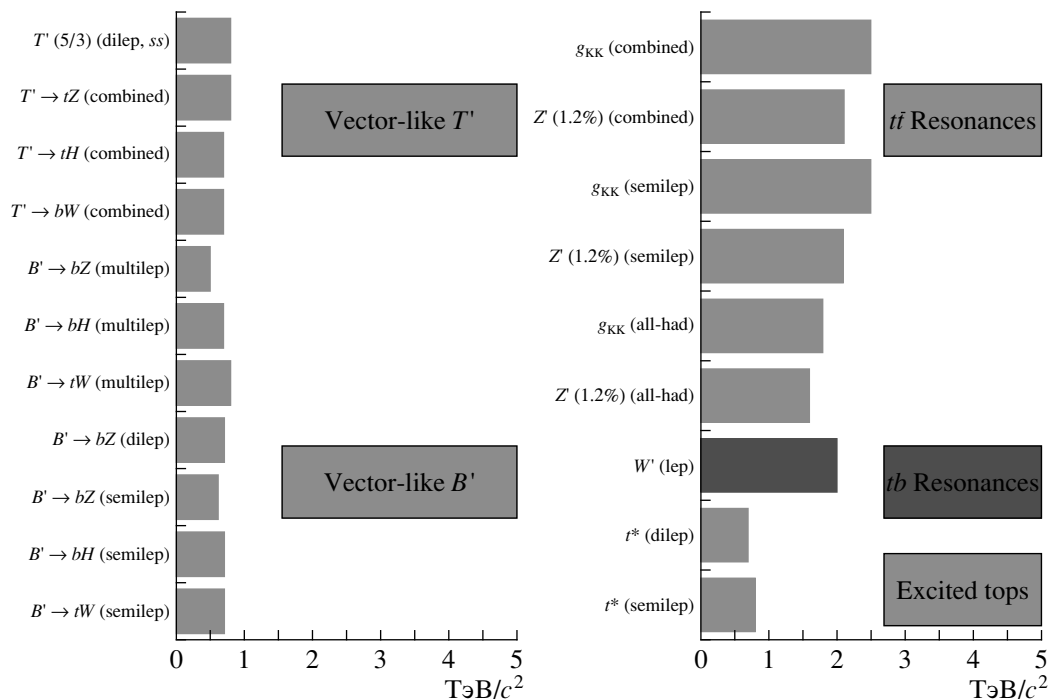 T' (5/3) (dilep, ss)
T' → tZ (combined)
T' → tH (combined)
T' → bW (combined)
B' → bZ (multilep)
B' → bH (multilep)
B' → tW (multilep)
B' → bZ (dilep)
B' → bZ (semilep)
B' → bH (semilep)
B' → tW (semilep)
Vector-like T'
Vector-like B'
0 1 2 3 4 5
ТэВ/c²
g_KK (combined)
Z' (1.2%) (combined)
g_KK (semilep)
Z' (1.2%) (semilep)
g_KK (all-had)
Z' (1.2%) (all-had)
W' (lep)
t* (dilep)
t* (semilep)
tt̄ Resonances
tb Resonances
Excited tops
0 1 2 3 4 5
ТэВ/c²